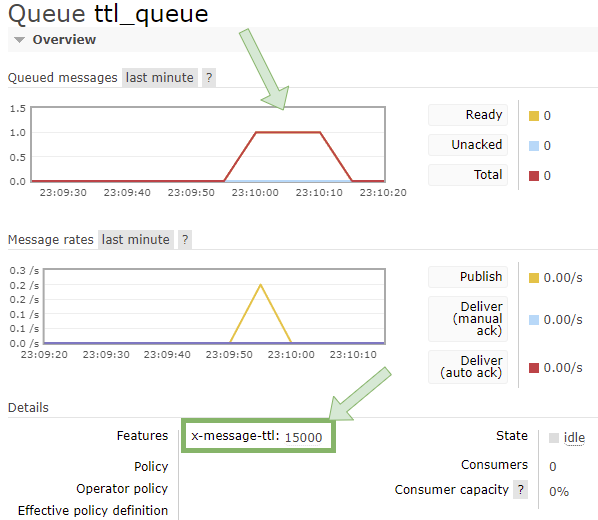 Queue ttl_queue
Overview
Queued messages last minute ?
1.5
1.0
0.5
0.0
23:09:30 23:09:40 23:09:50 23:10:00 23:10:10 23:10:20
Ready 0
Unacked 0
Total 0
Message rates last minute ?
0.3 /s
0.2 /s
0.2 /s
0.1 /s
0.1 /s
0.0 /s
23:09:20 23:09:30 23:09:40 23:09:50 23:10:00 23:10:10
Publish 0.00/s
Deliver
(manual
ack)
0.00/s
Deliver
(auto ack)
0.00/s
Details
Features x-message-ttl: 15000
Policy
Operator policy
Effective policy definition
State idle
Consumers 0
Consumer capacity ? 0%